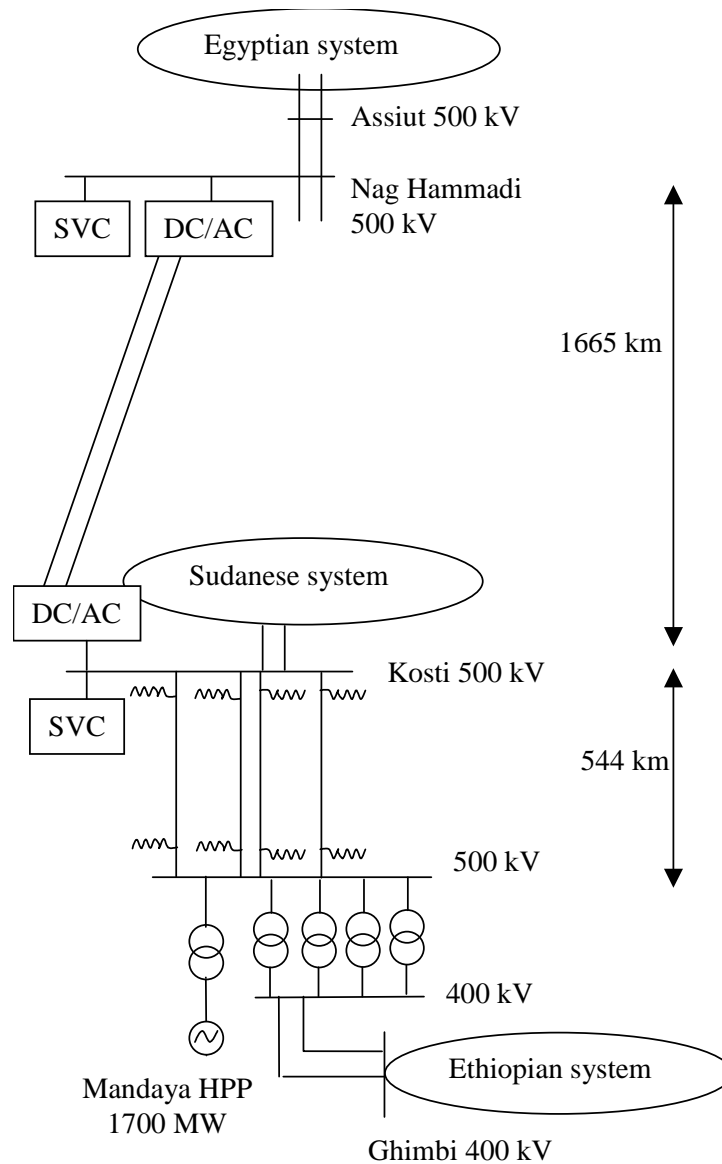 Egyptian system
Assiut 500 kV
Nag Hammadi
500 kV
SVC
DC/AC
1665 km
Sudanese system
DC/AC
Kosti 500 kV
SVC
544 km
500 kV
400 kV
Mandaya HPP
1700 MW
Ethiopian system
Ghimbi 400 kV